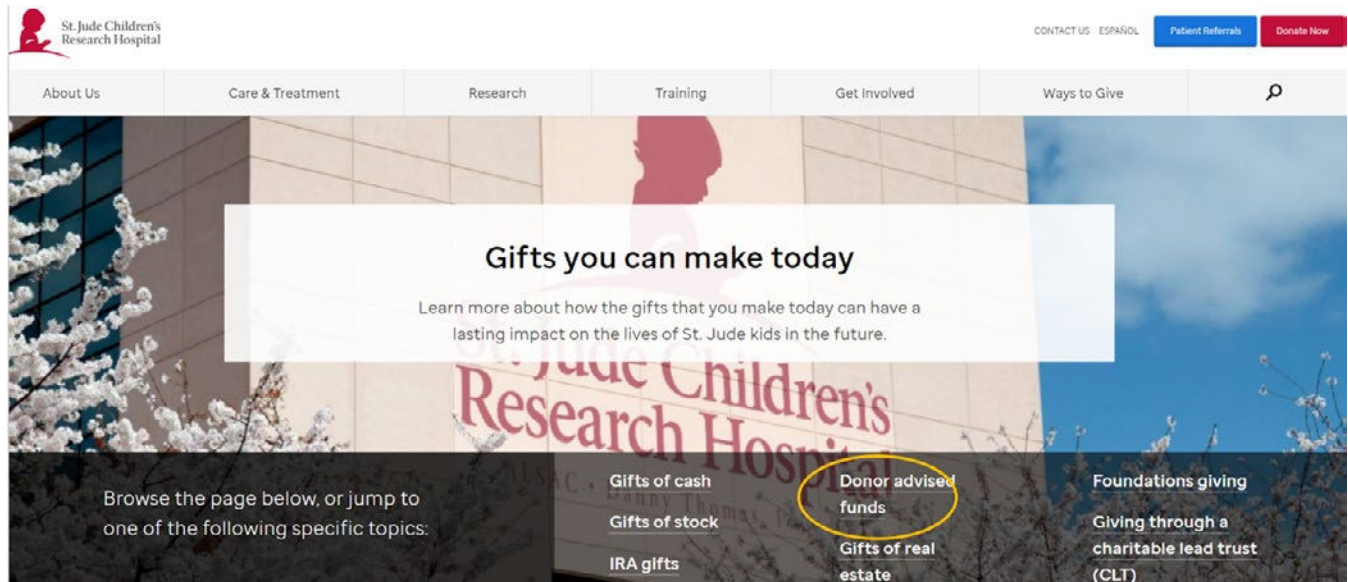 St. Jude Children's
Research Hospital
CONTACT US ESPAÑOL Patient Referrals Donate Now
About Us Care & Treatment Research Training Get Involved Ways to Give
Gifts you can make today
Learn more about how the gifts that you make today can have a
lasting impact on the lives of St. Jude kids in the future.
St. Jude Children's
Research Hospital
ALSAC · Danny Thomas,
Browse the page below, or jump to
one of the following specific topics:
Gifts of cash
Gifts of stock
IRA gifts
Donor advised
funds
Gifts of real
estate
Foundations giving
Giving through a
charitable lead trust
(CLT)